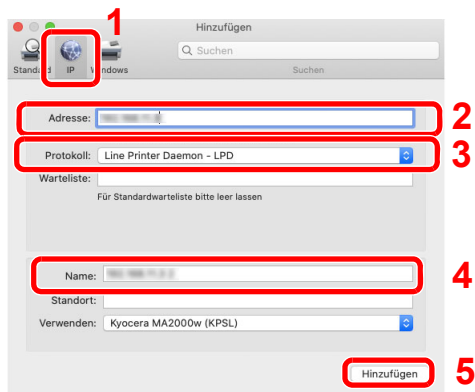 1
Hinzufügen
Suchen
Standard IP Windows Suchen
Adresse: 2
Protokoll: Line Printer Daemon - LPD 3
Warteliste:
Für Standardwarteliste bitte leer lassen
Name: 4
Standort:
Verwenden: Kyocera MA2000w (KPSL)
Hinzufügen 5